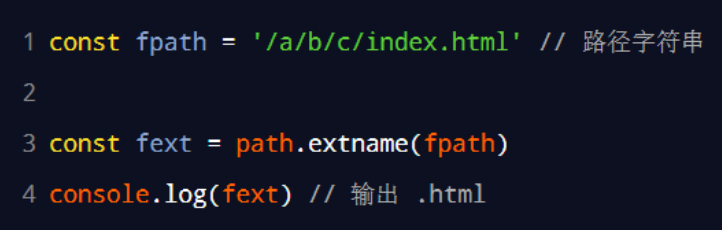 1 const fpath = '/a/b/c/index.html' // 路径字符串
2
3 const fext = path.extname(fpath)
4 console.log(fext) // 输出 .html